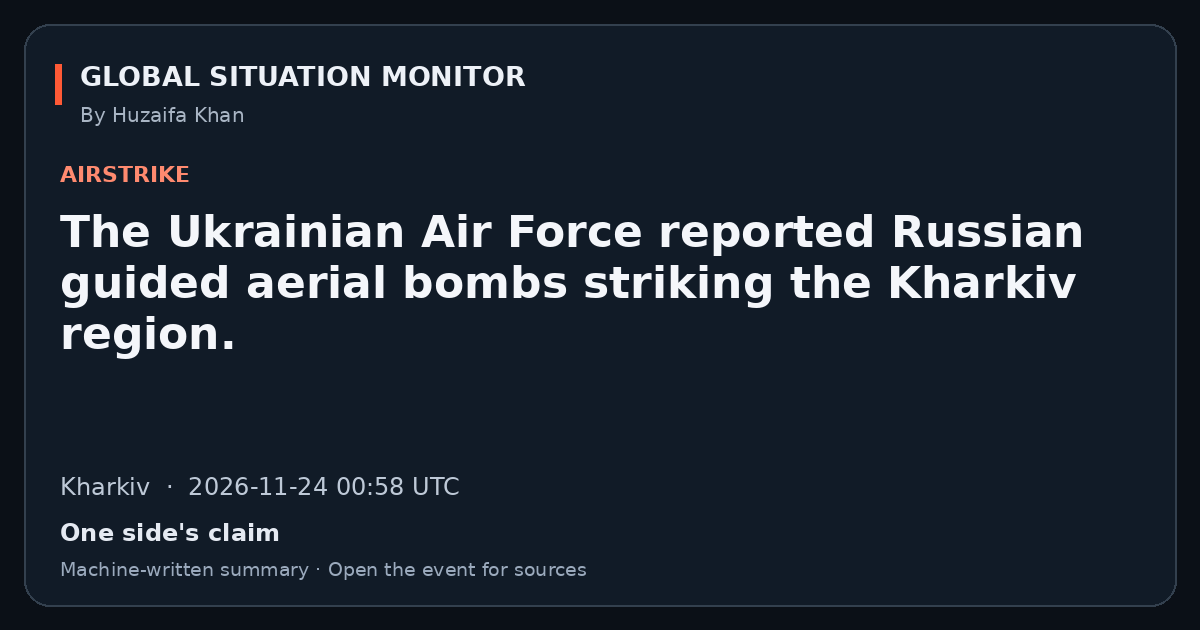 GLOBAL SITUATION MONITOR
By Huzaifa Khan
AIRSTRIKE
The Ukrainian Air Force reported Russian
guided aerial bombs striking the Kharkiv
region.
Kharkiv · 2026-11-24 00:58 UTC
One side's claim
Machine-written summary · Open the event for sources